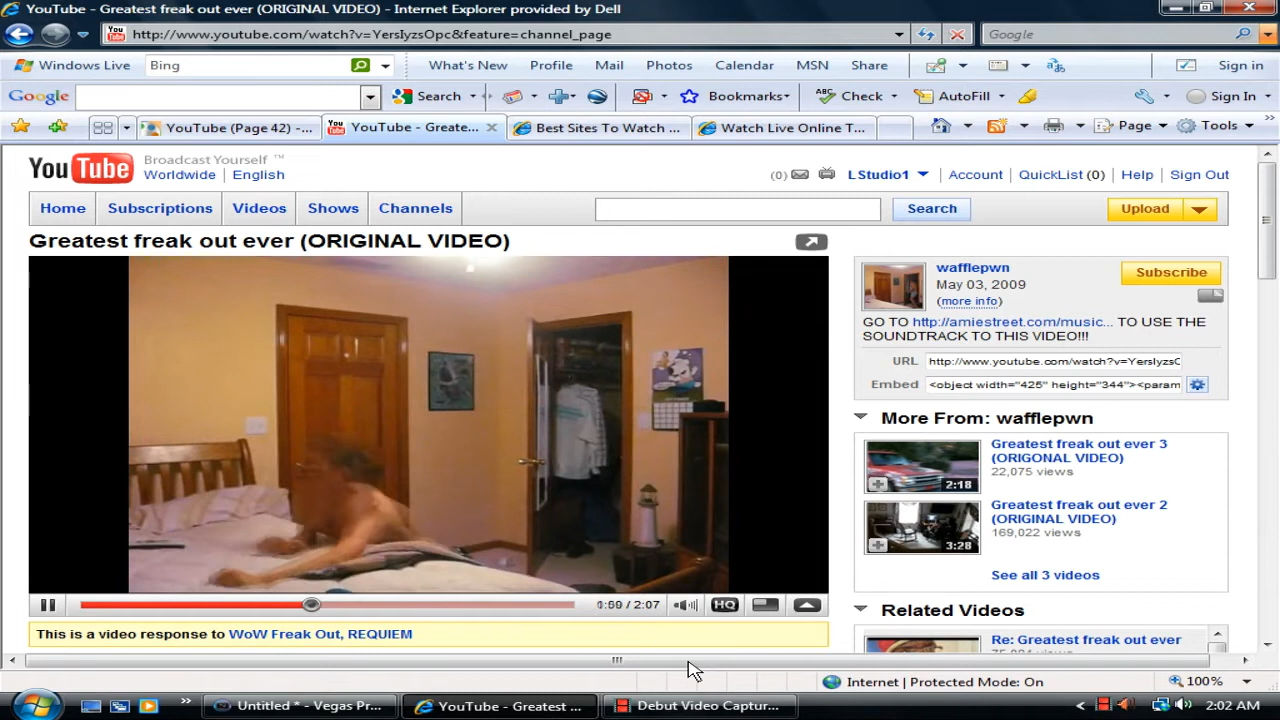 YouTube - Greatest freak out ever (ORIGINAL VIDEO) - Internet Explorer provided by Dell
http://www.youtube.com/watch?v=YersIyzsOpc&feature=channel_page
Google
Windows Live
Bing
What's New
Profile
Mail
Photos
Calendar
MSN
Share
Sign in
Google
Search
Bookmarks
ABC
Check
AutoFill
Sign In
YouTube (Page 42) - ...
YouTube - Greate...
Best Sites To Watch ...
Watch Live Online T...
Page
Tools
YouTube
Broadcast Yourself ™
Worldwide
English
(0)
LStudio1
Account
QuickList (0)
Help
Sign Out
Home
Subscriptions
Videos
Shows
Channels
Search
Upload
Greatest freak out ever (ORIGINAL VIDEO)
wafflepwn
May 03, 2009
(more info)
Subscribe
GO TO http://amiestreet.com/music... TO USE THE
SOUNDTRACK TO THIS VIDEO!!!
URL http://www.youtube.com/watch?v=YersIyzsO
Embed <object width="425" height="344"><param
More From: wafflepwn
Greatest freak out ever 3
(ORIGONAL VIDEO)
22,075 views
2:18
Greatest freak out ever 2
(ORIGINAL VIDEO)
169,022 views
3:28
See all 3 videos
/ 2:07
HQ
This is a video response to WoW Freak Out, REQUIEM
Related Videos
Re: Greatest freak out ever
Internet | Protected Mode: On
100%
Untitled * - Vegas Pr...
YouTube - Greatest ...
Debut Video Captur...
2:02 AM